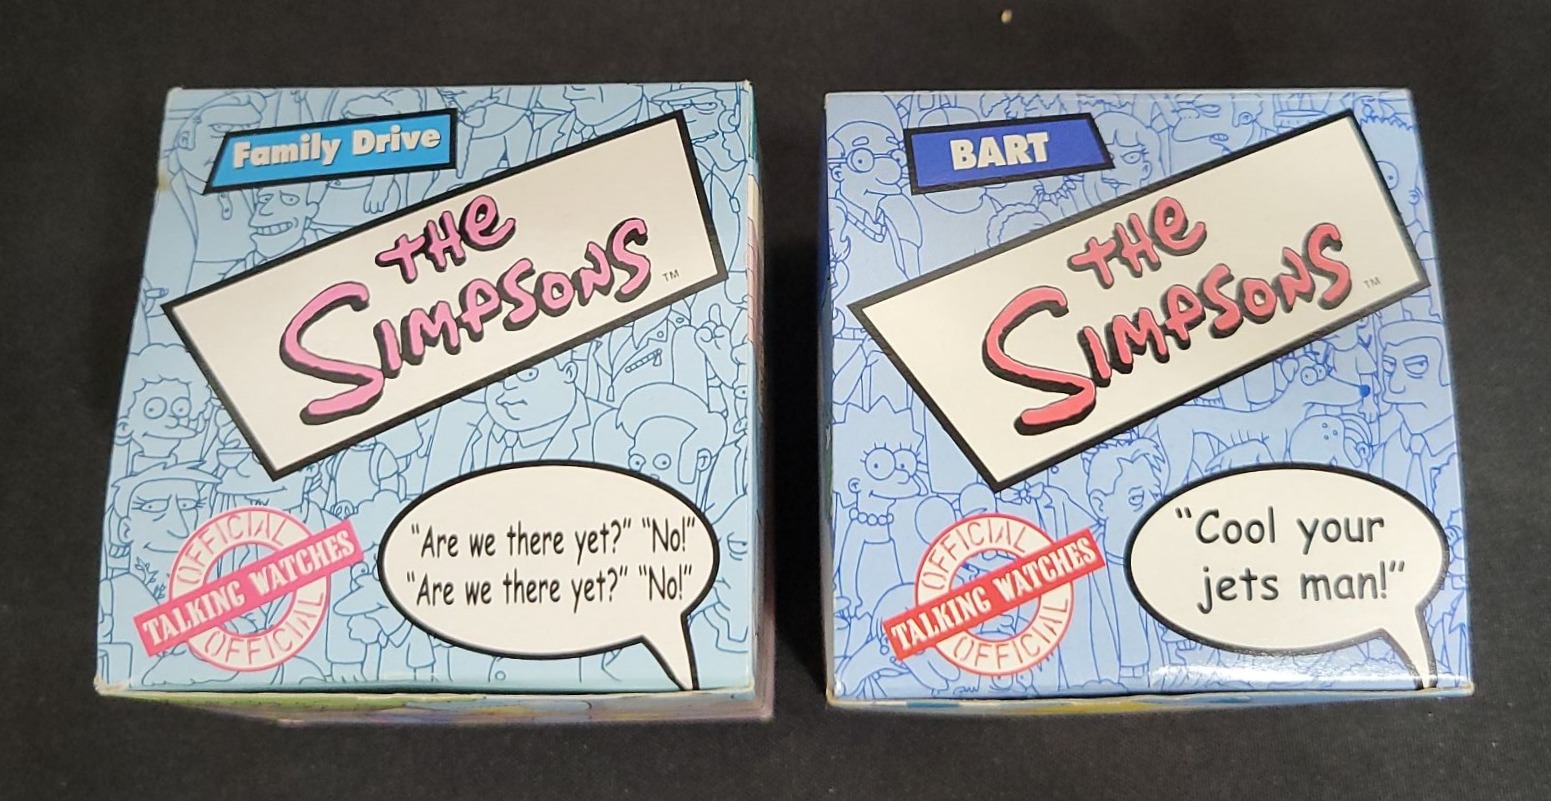 Family Drive
THE
SIMPSONS
TM
OFFICIAL
TALKING WATCHES
OFFICIAL
"Are we there yet?" "No!"
"Are we there yet?" "No!"
BART
THE
SIMPSONS
TM
OFFICIAL
TALKING WATCHES
OFFICIAL
"Cool your
jets man!"